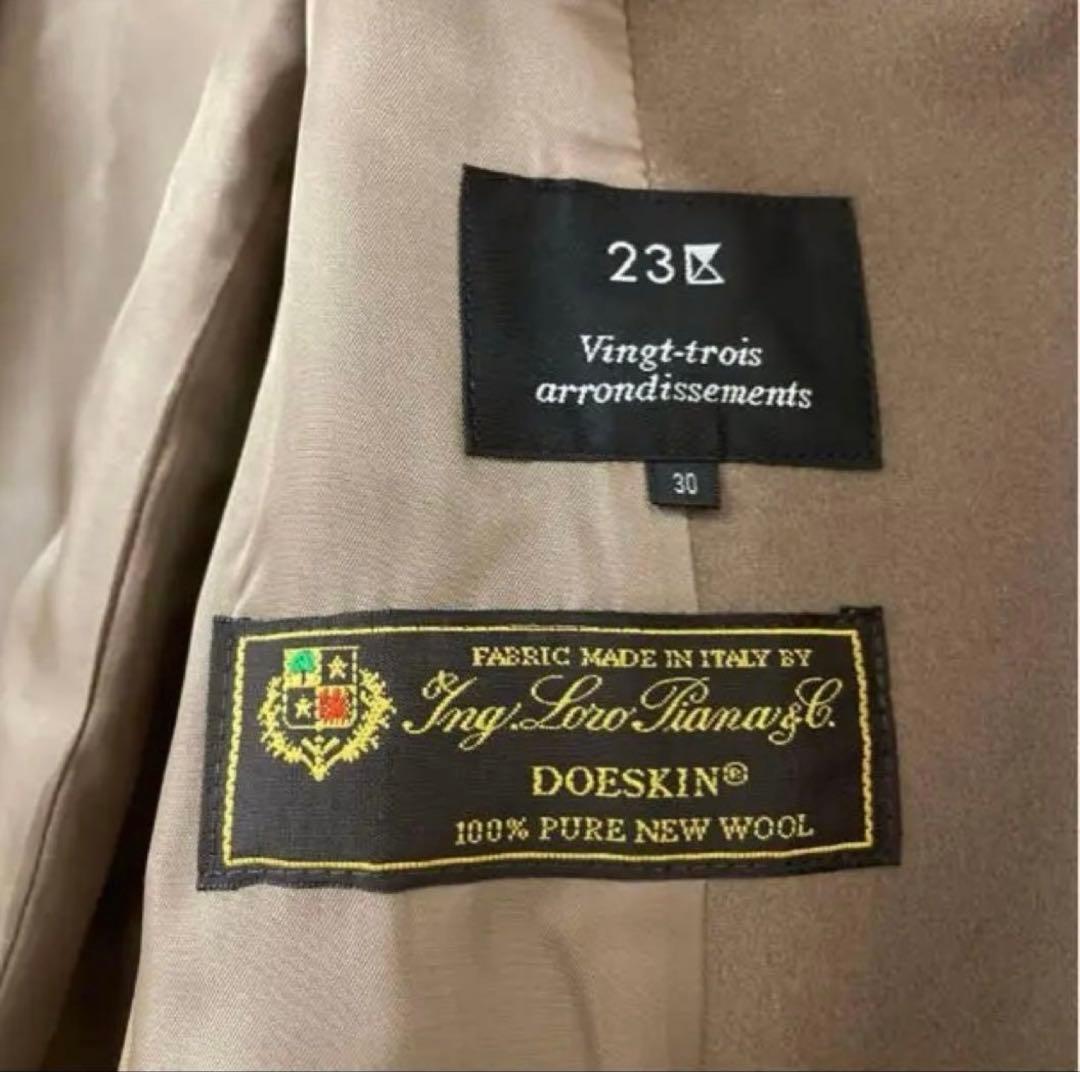 23区
Vingt-trois
arrondissements
30
FABRIC MADE IN ITALY BY
Ing. Loro Piana & C.
DOESKIN®
100% PURE NEW WOOL